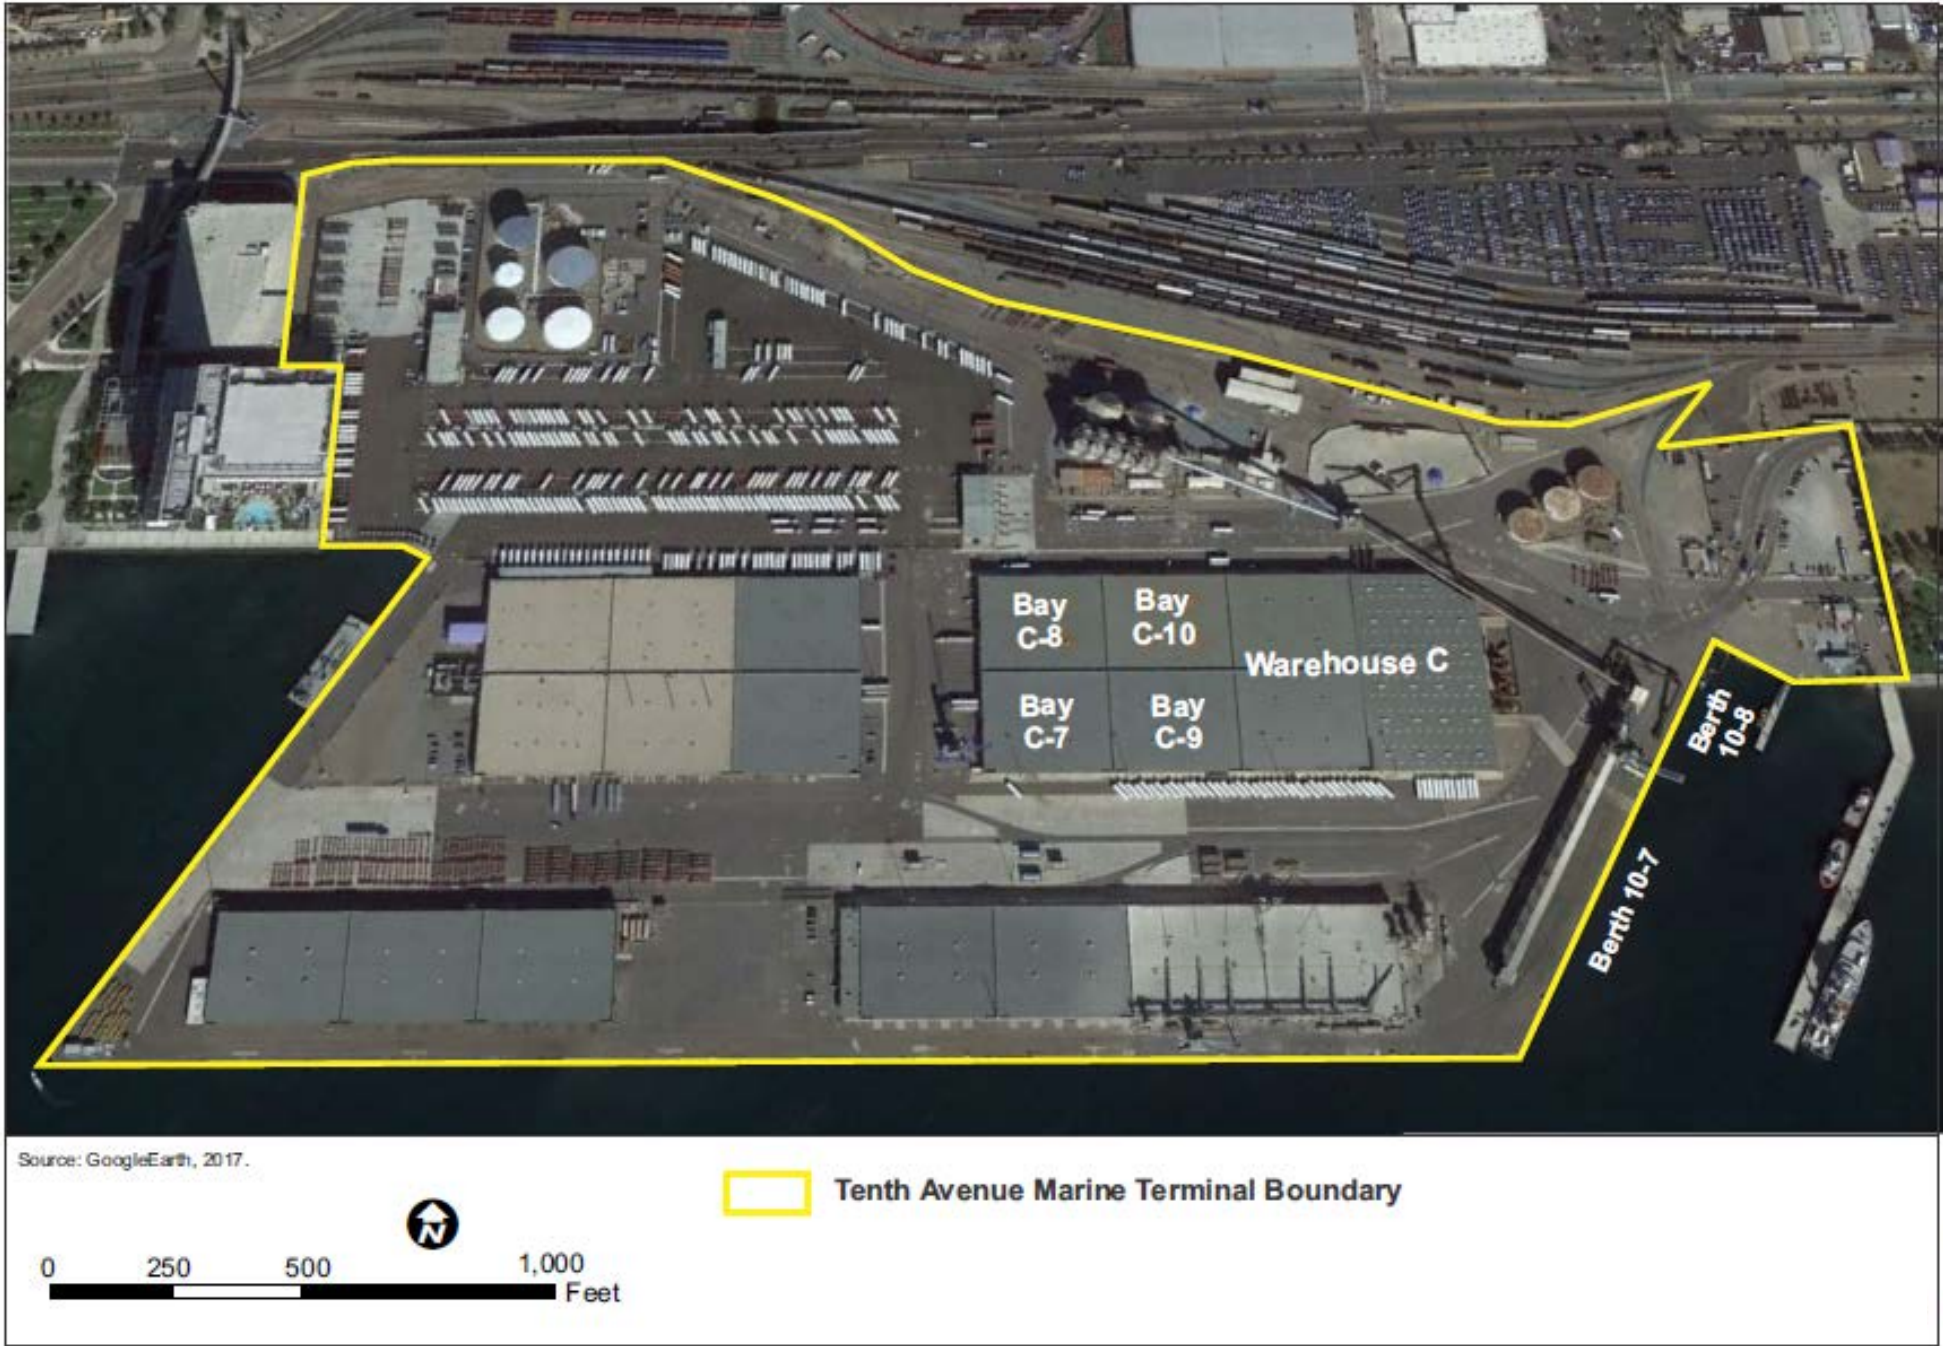 Bay
C-8
Bay
C-10
Warehouse C
Bay
C-7
Bay
C-9
Berth
10-8
Berth 10-7
Source: GoogleEarth, 2017.
Tenth Avenue Marine Terminal Boundary
N
0 250 500 1,000
Feet